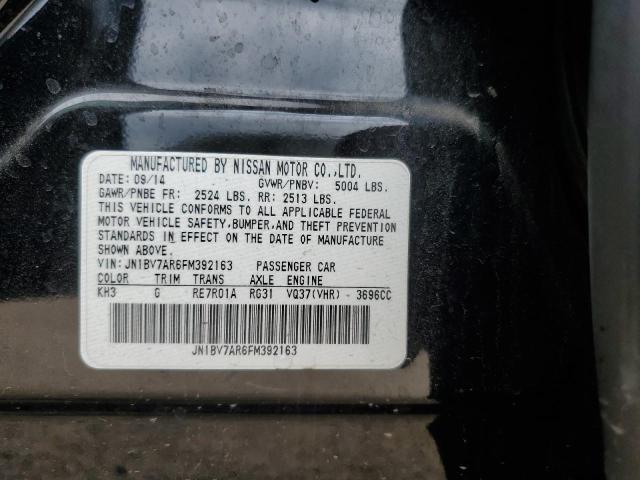 MANUFACTURED BY NISSAN MOTOR CO.,LTD.
DATE: 09/14 GVWR/PNBV: 5004 LBS.
GAWR/PNBE FR: 2524 LBS. RR: 2513 LBS.
THIS VEHICLE CONFORMS TO ALL APPLICABLE FEDERAL
MOTOR VEHICLE SAFETY, BUMPER, AND THEFT PREVENTION
STANDARDS IN EFFECT ON THE DATE OF MANUFACTURE
SHOWN ABOVE.
VIN: JN1BV7AR6FM392163 PASSENGER CAR
COLOR TRIM TRANS AXLE ENGINE
KH3 G RE7R01A RG31 VQ37(VHR) - 3696CC
JN1BV7AR6FM392163